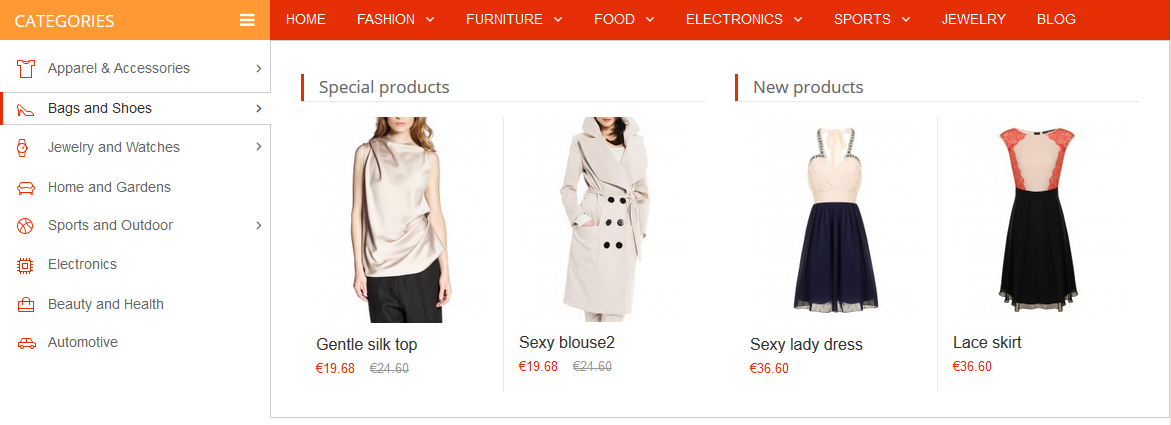 CATEGORIES
HOME FASHION FURNITURE FOOD ELECTRONICS SPORTS JEWELRY BLOG
Apparel & Accessories
Bags and Shoes
Jewelry and Watches
Home and Gardens
Sports and Outdoor
Electronics
Beauty and Health
Automotive
Special products
Gentle silk top
€19.68 €24.60
Sexy blouse2
€19.68 €24.60
New products
Sexy lady dress
€36.60
Lace skirt
€36.60